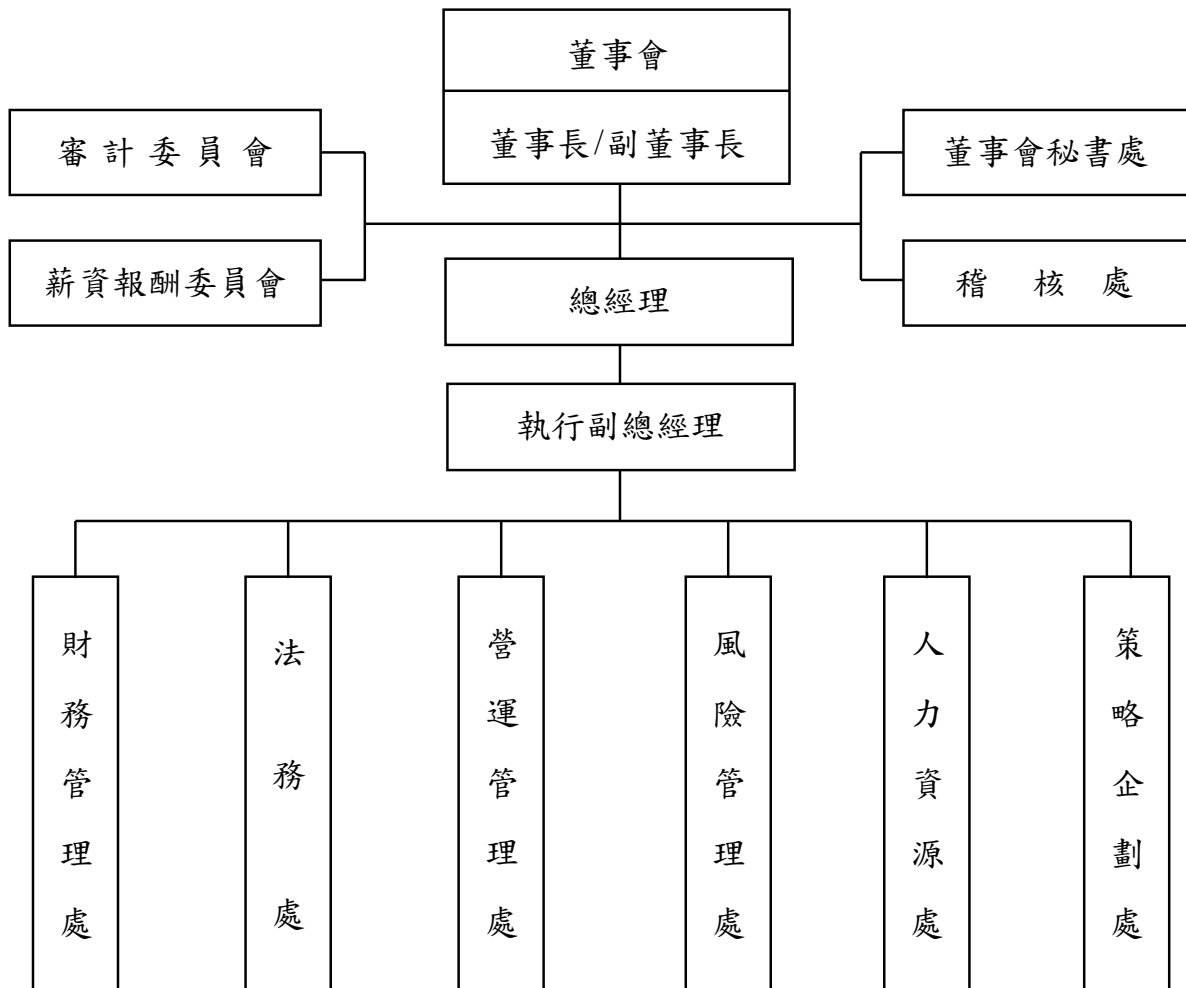 董事會
董事長/副董事長
審計委員會
董事會秘書處
薪資報酬委員會
稽核處
總經理
執行副總經理
財務管理處
法務處
營運管理處
風險管理處
人力資源處
策略企劃處